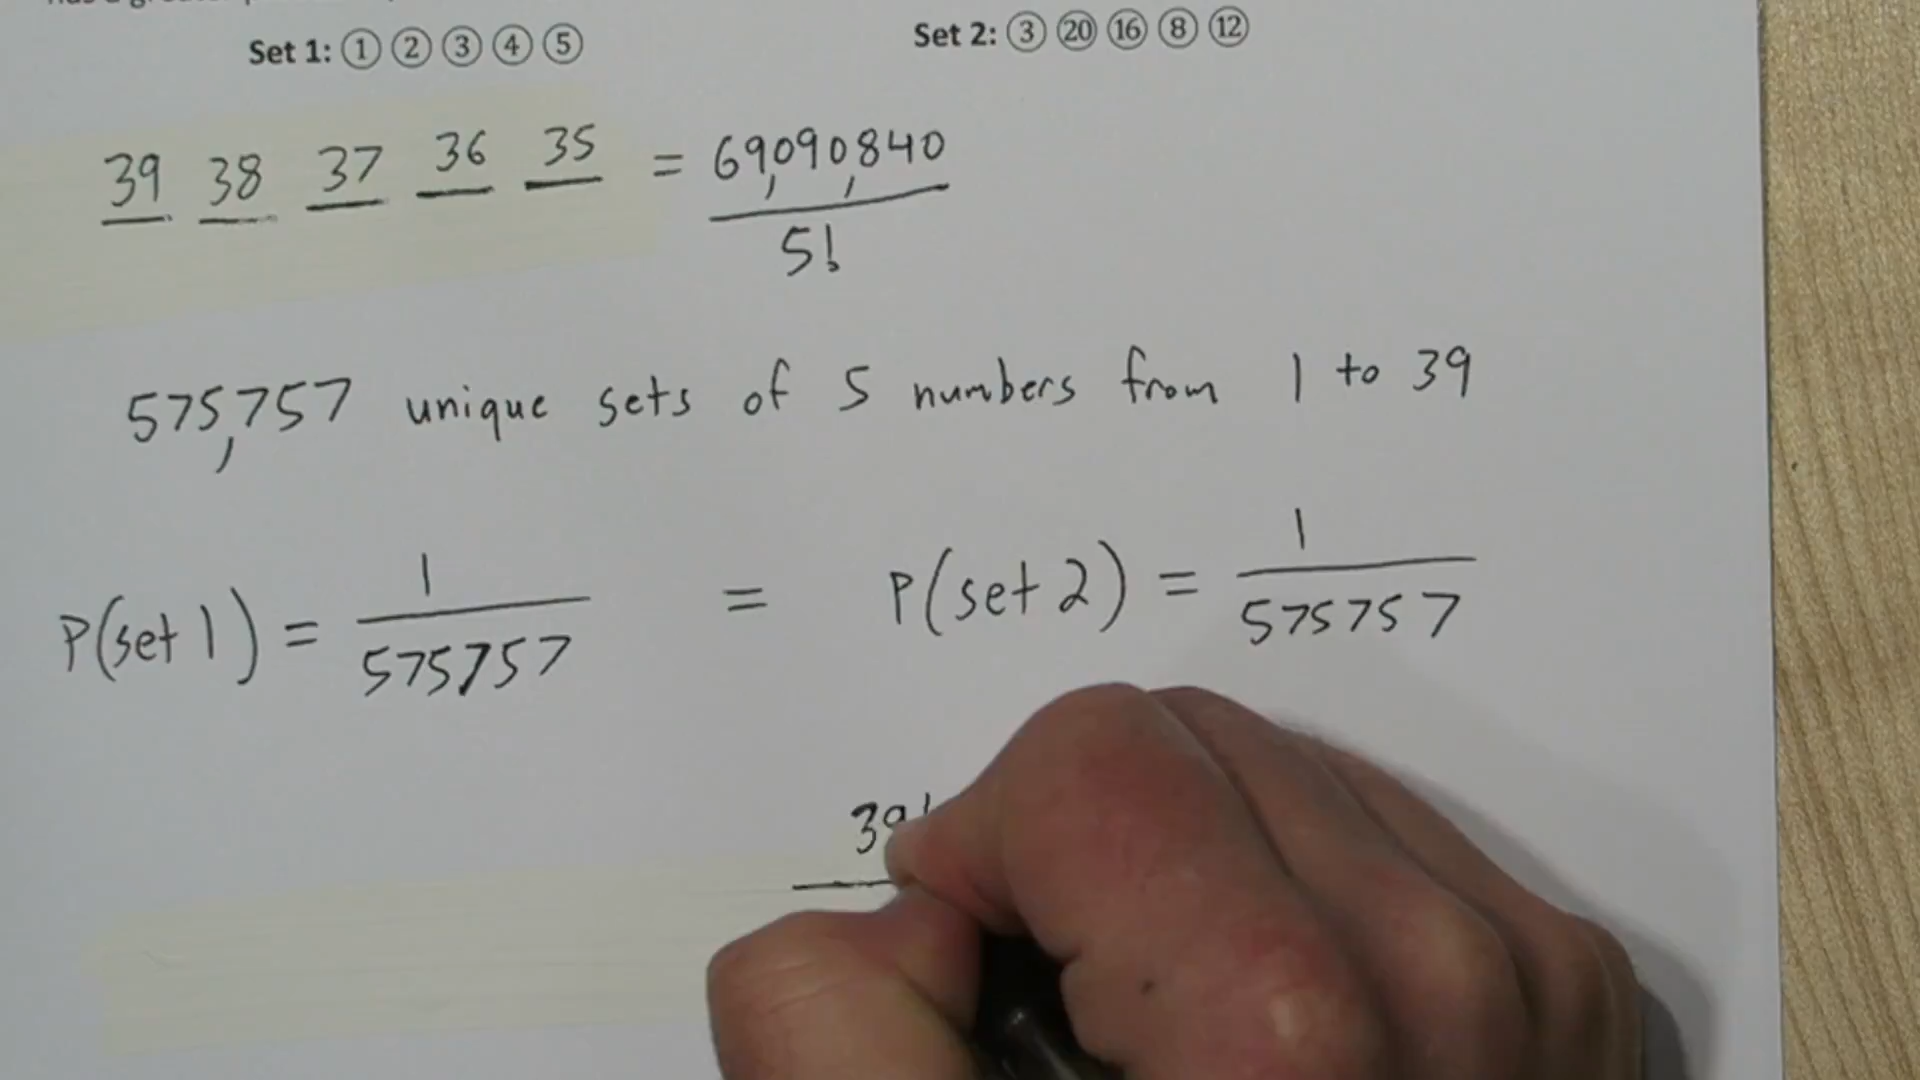 Set 1: ① ② ③ ④ ⑤
Set 2: ③ ⑳ ⑯ ⑧ ⑫
39 38 37 36 35 = 69,090,840
5!
575,757 unique sets of 5 numbers from 1 to 39
P(set 1) = 1/575757 = P(set 2) = 1/575757
39!